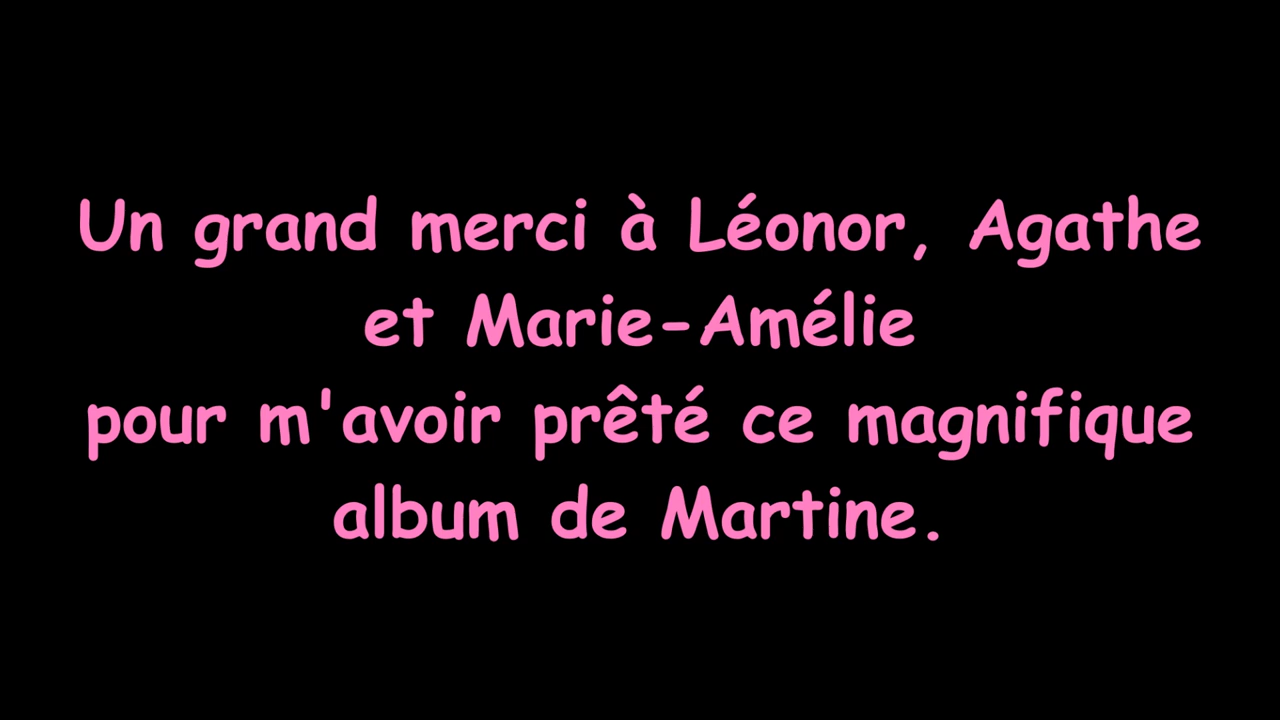 Un grand merci à Léonor, Agathe
et Marie-Amélie
pour m'avoir prêté ce magnifique
album de Martine.